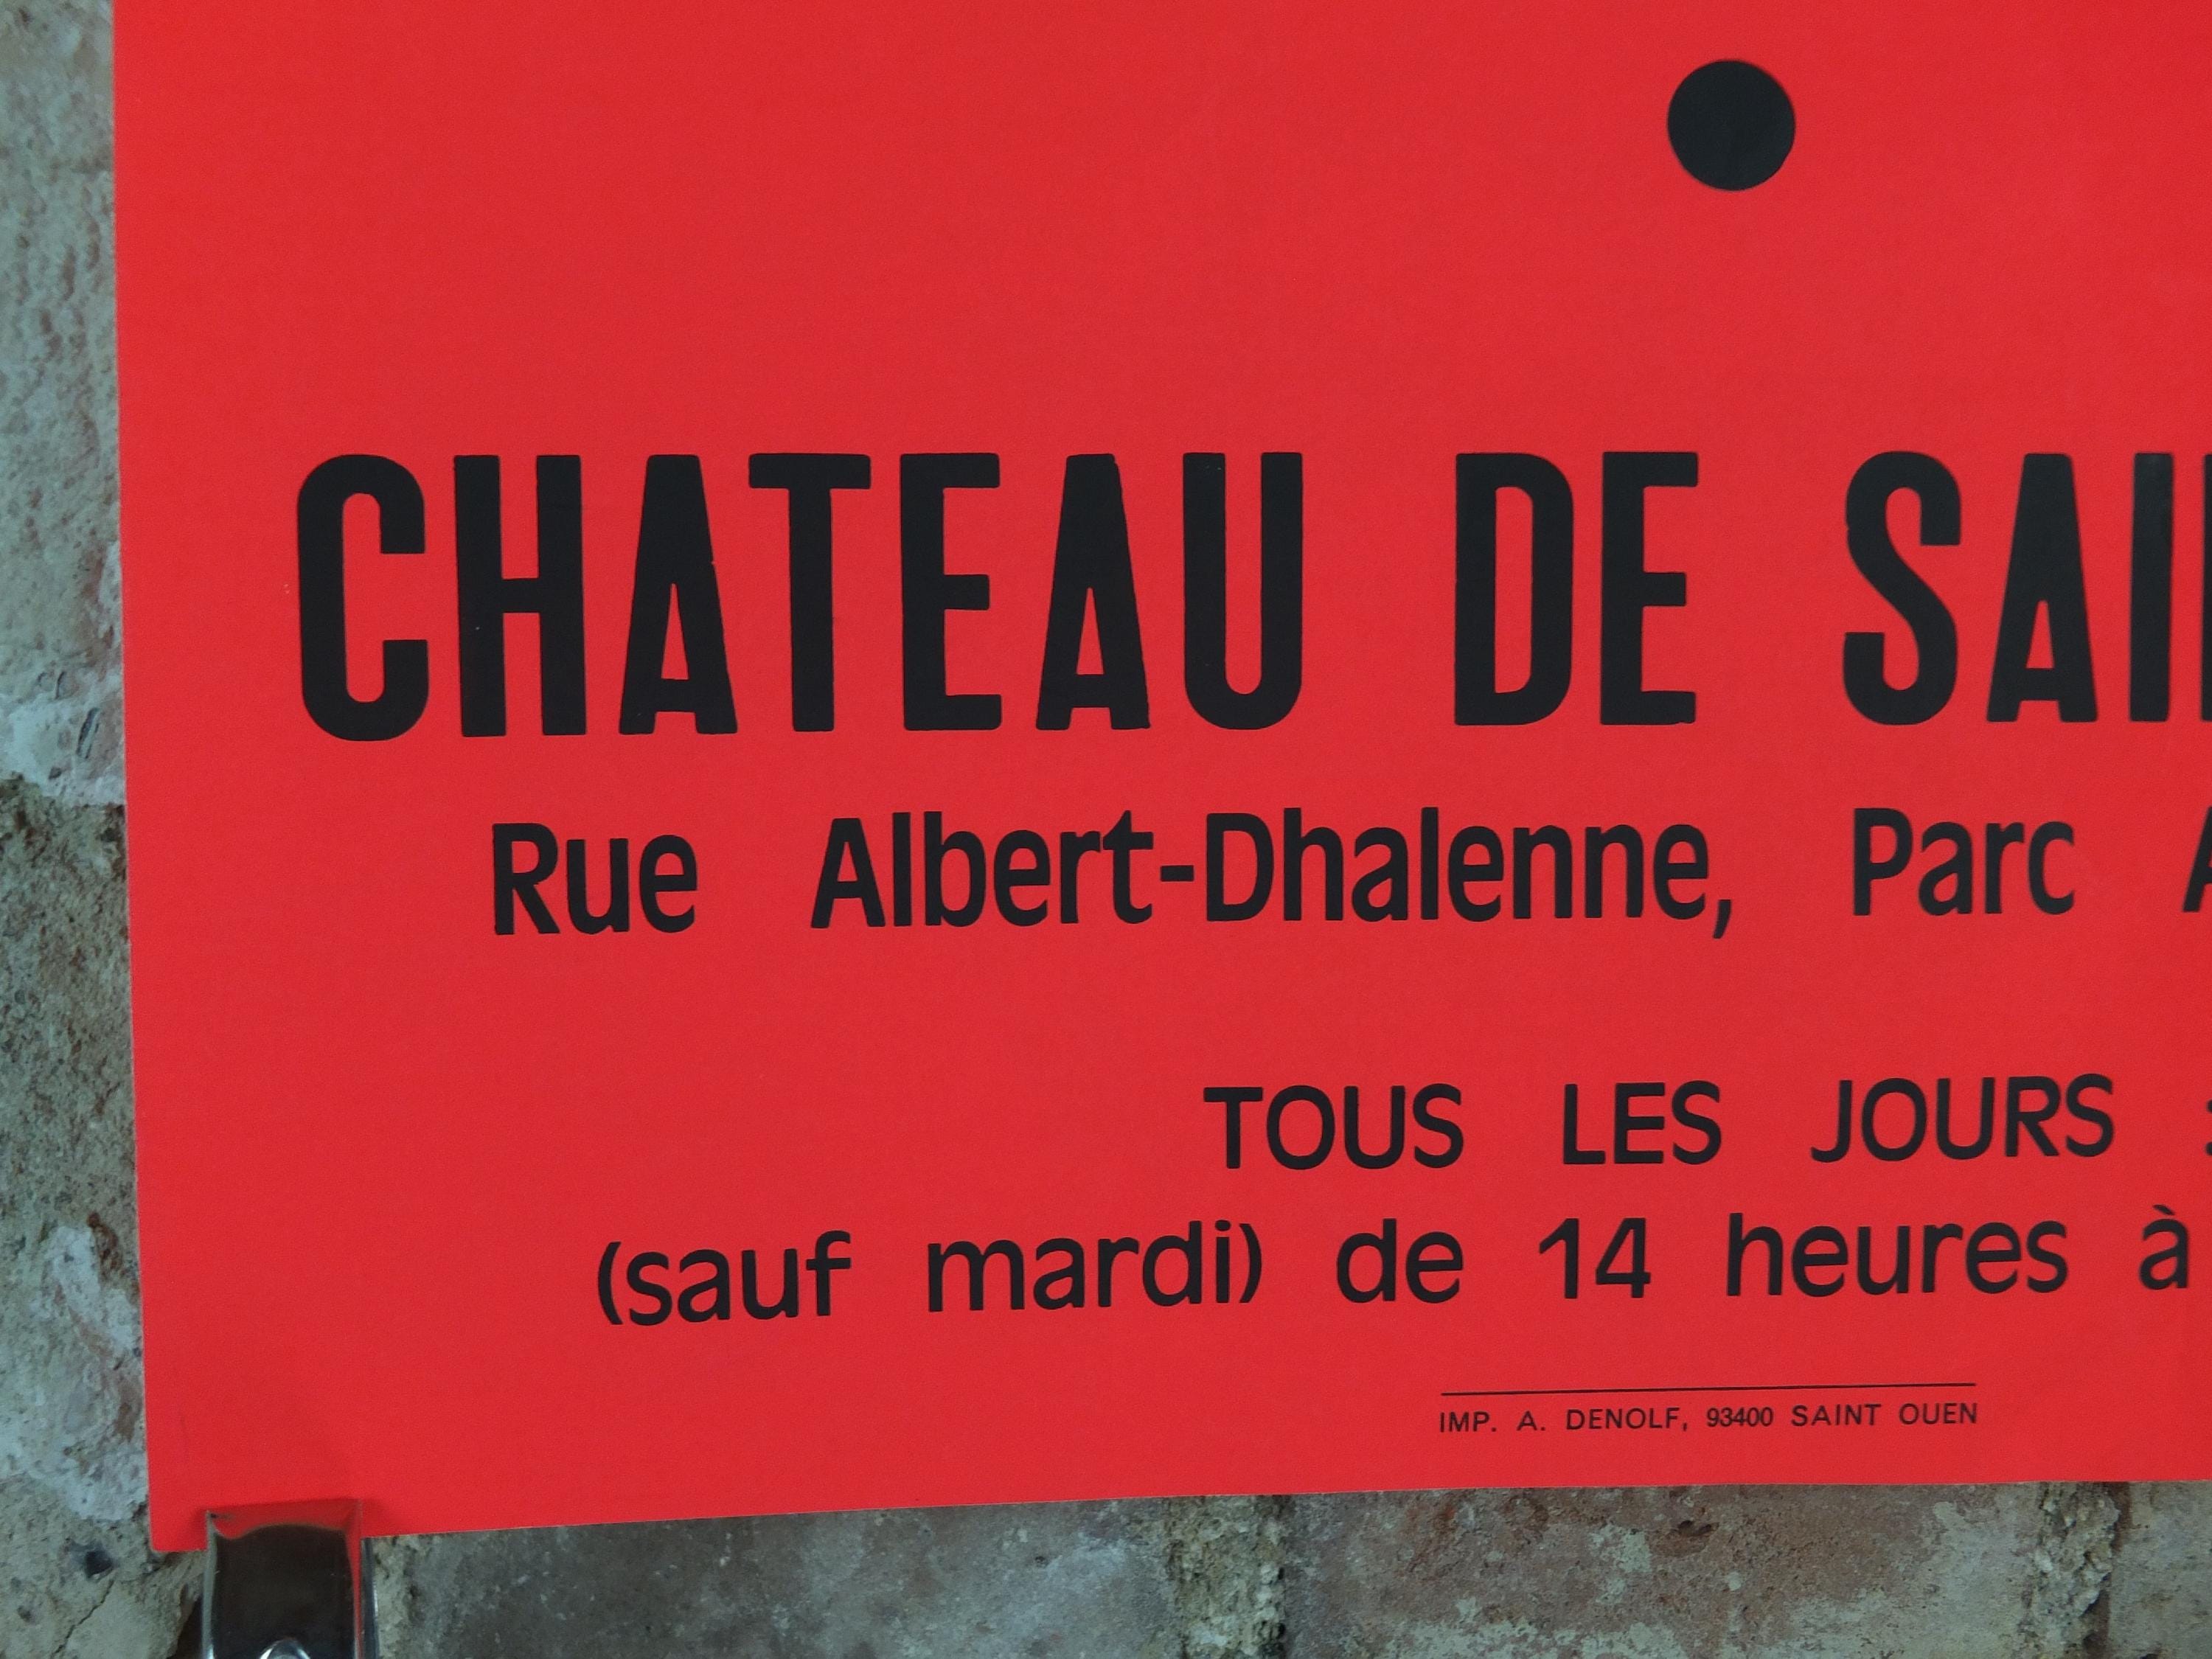 CHATEAU DE SAI
Rue Albert-Dhalenne, Parc A
TOUS LES JOURS :
(sauf mardi) de 14 heures à
IMP. A. DENOLF, 93400 SAINT OUEN